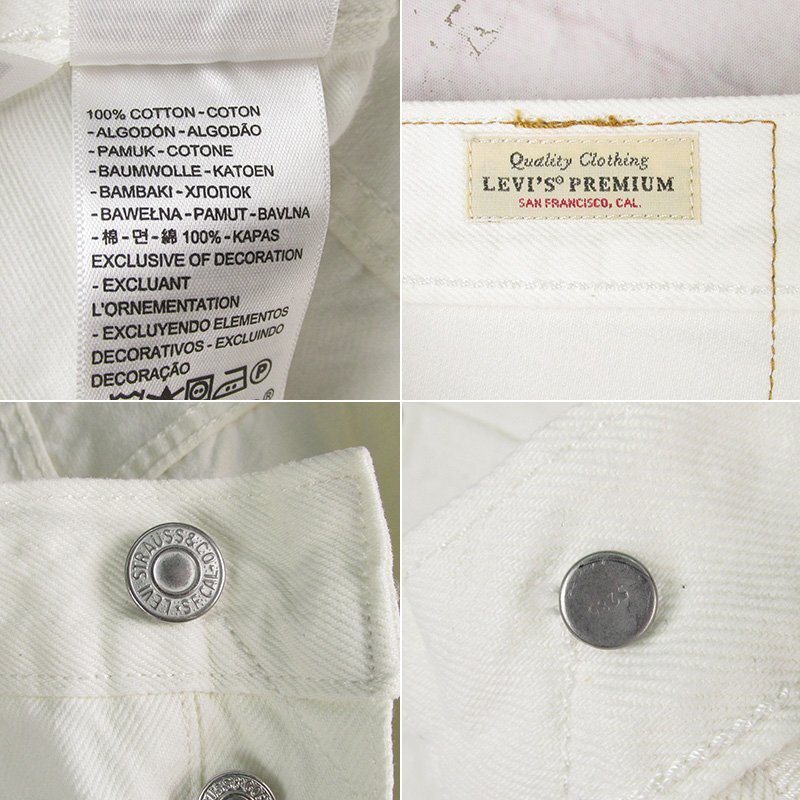 100% COTTON - COTON
- ALGODÓN - ALGODÃO
- PAMUK - COTONE
- BAUMWOLLE - KATOEN
- BAMBAKI - ХЛОПОК
- BAWEŁNA - PAMUT - BAVLNA
- 棉 - 면 - 綿 100% - KAPAS
EXCLUSIVE OF DECORATION
- EXCLUANT
L'ORNEMENTATION
- EXCLUYENDO ELEMENTOS
DECORATIVOS - EXCLUINDO
DECORAÇÃO
P
Quality Clothing
LEVI'S® PREMIUM
SAN FRANCISCO, CAL.
LEVI STRAUSS & CO S.F. CAL